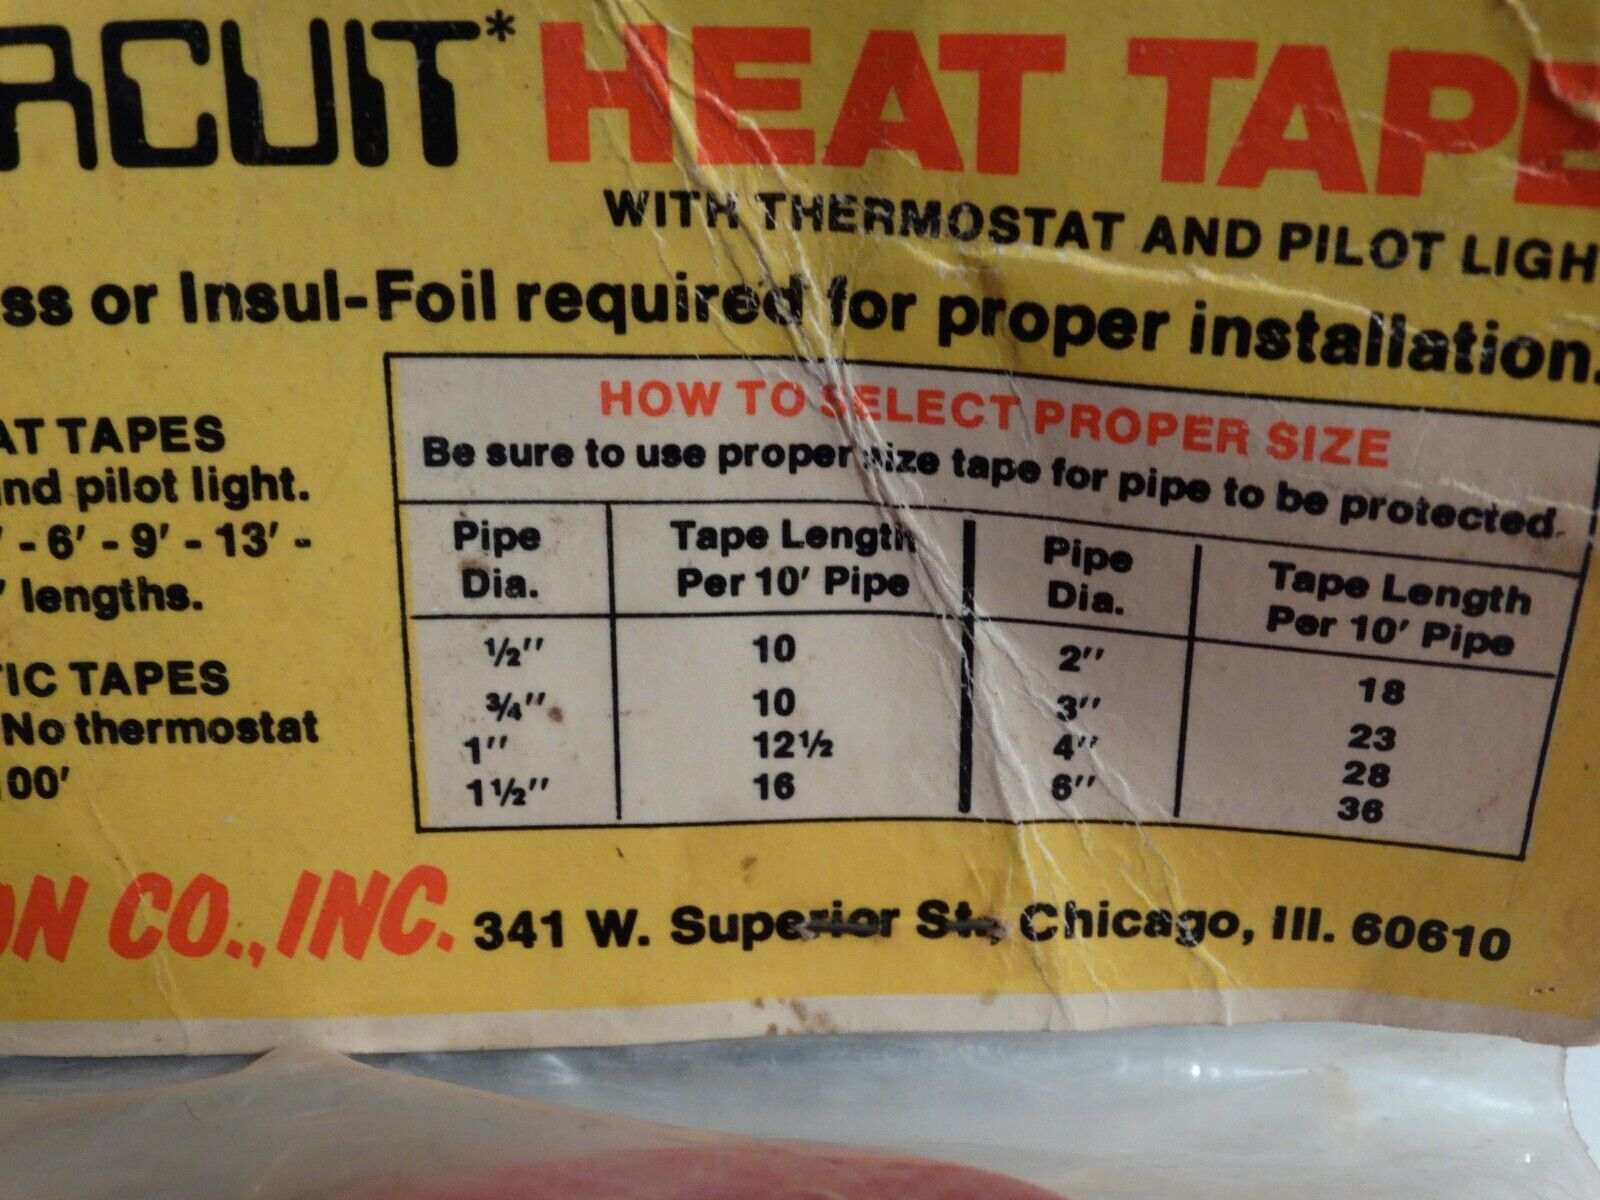 RCUIT* HEAT TAPE
WITH THERMOSTAT AND PILOT LIGH
ss or Insul-Foil required for proper installation.
AT TAPES
nd pilot light.
' - 6' - 9' - 13' -
' lengths.
IC TAPES
No thermostat
00'
HOW TO SELECT PROPER SIZE
Be sure to use proper size tape for pipe to be protected.
Pipe Dia. Tape Length Per 10' Pipe Pipe Dia. Tape Length Per 10' Pipe
½" 10 2" 18
¾" 10 3" 23
1" 12½ 4" 28
1½" 16 6" 36
ON CO., INC. 341 W. Superior St., Chicago, Ill. 60610